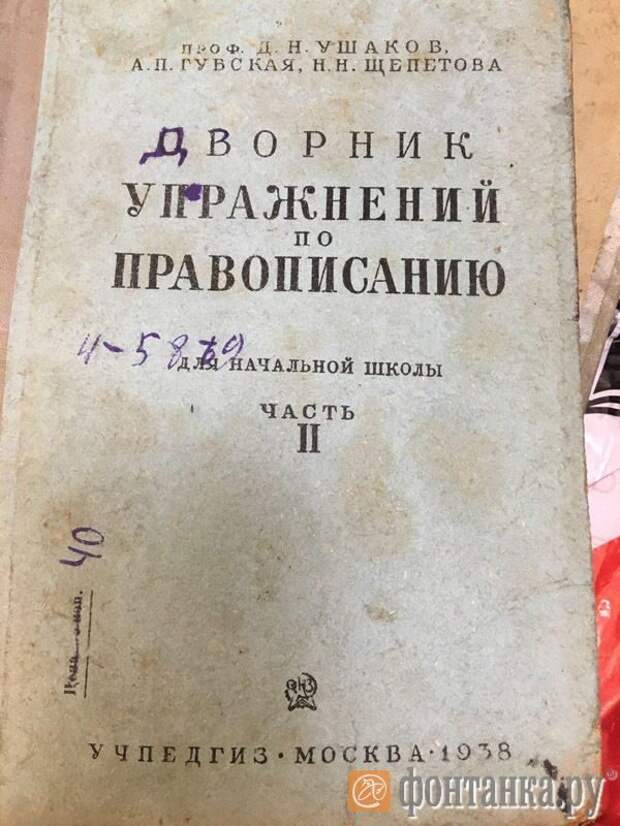 ПРОФ. Д. Н. УШАКОВ,
А. П. ГУБСКАЯ, Н. Н. ЩЕПЕТОВА
ДВОРНИК
УПРАЖНЕНИЙ
ПО
ПРАВОПИСАНИЮ
ДЛЯ НАЧАЛЬНОЙ ШКОЛЫ
ЧАСТЬ
II
40
Цена
УЧПЕДГИЗ · МОСКВА · 1938
фонтанка.ру